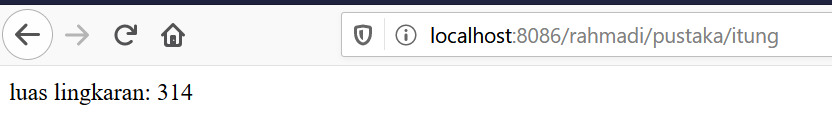 localhost:8086/rahmadi/pustaka/itung
luas lingkaran: 314